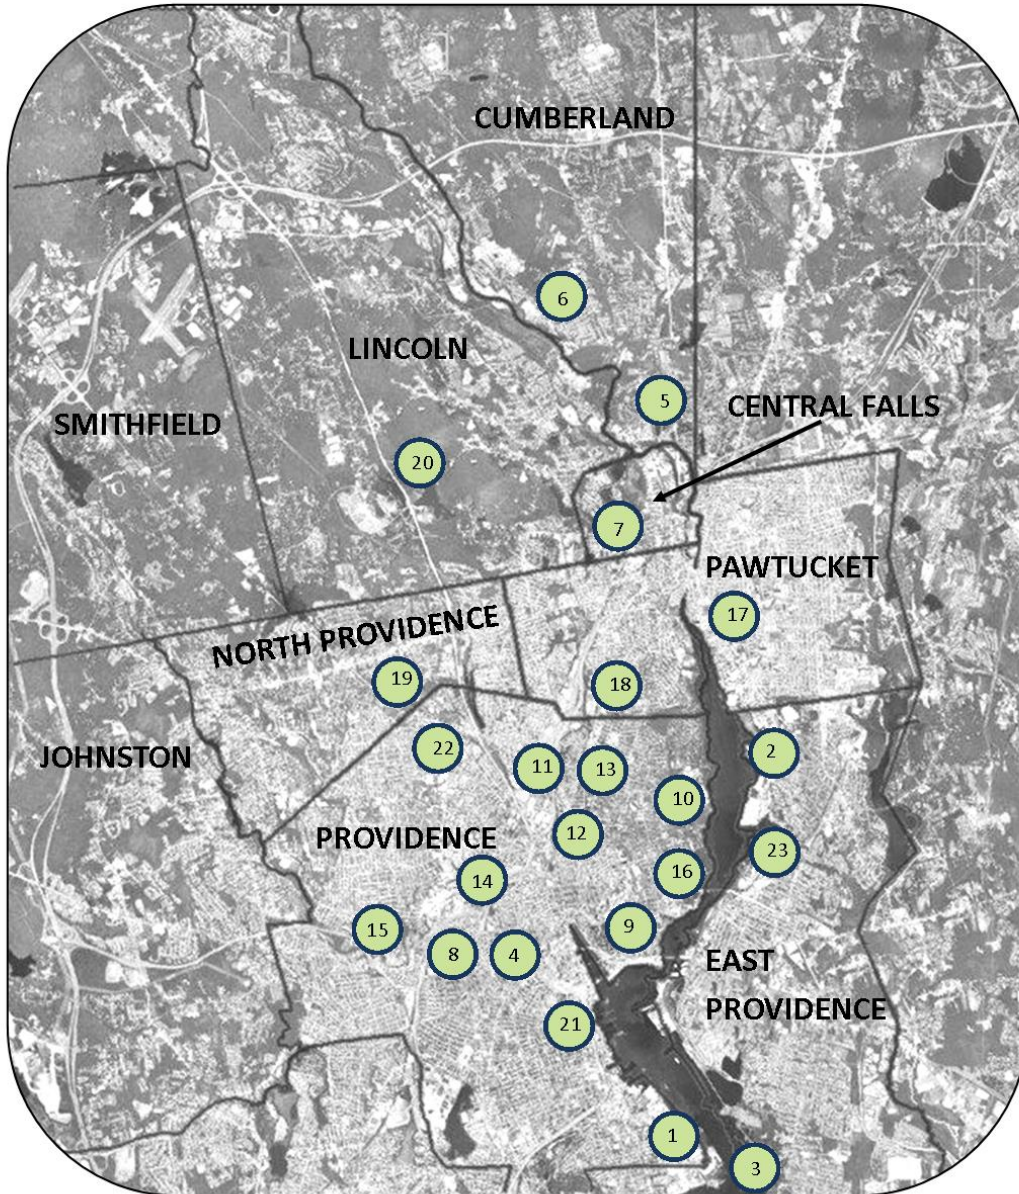 CUMBERLAND
6
LINCOLN
5
CENTRAL FALLS
SMITHFIELD
20
7
PAWTUCKET
17
NORTH PROVIDENCE
19
18
JOHNSTON
22
11
13
2
10
PROVIDENCE
12
23
14
16
15
9
8
4
EAST
PROVIDENCE
21
1
3